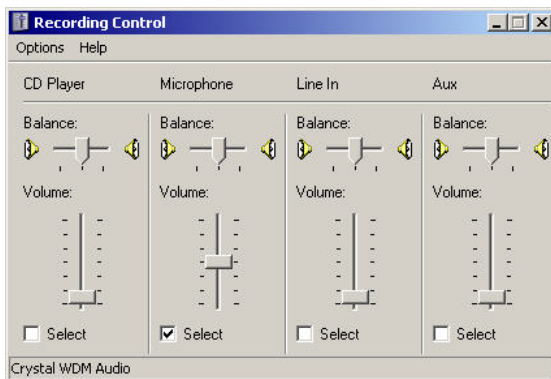 Recording Control
Options Help
CD Player Microphone Line In Aux
Balance: Balance: Balance: Balance:
Volume: Volume: Volume: Volume:
Select Select Select Select
Crystal WDM Audio